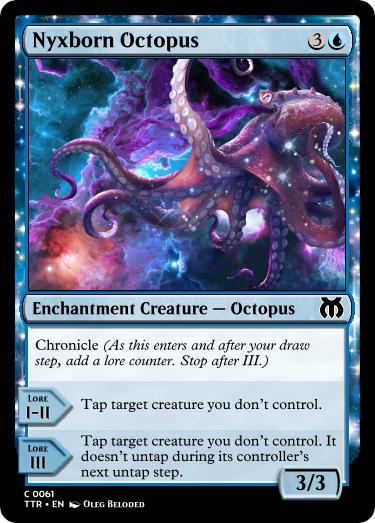 Nyxborn Octopus 3
Enchantment Creature — Octopus
Chronicle (As this enters and after your draw
step, add a lore counter. Stop after III.)
LORE
I–II
Tap target creature you don't control.
LORE
III
Tap target creature you don't control. It
doesn't untap during its controller's
next untap step.
3/3
C 0061
TTR • EN OLEG BELODED